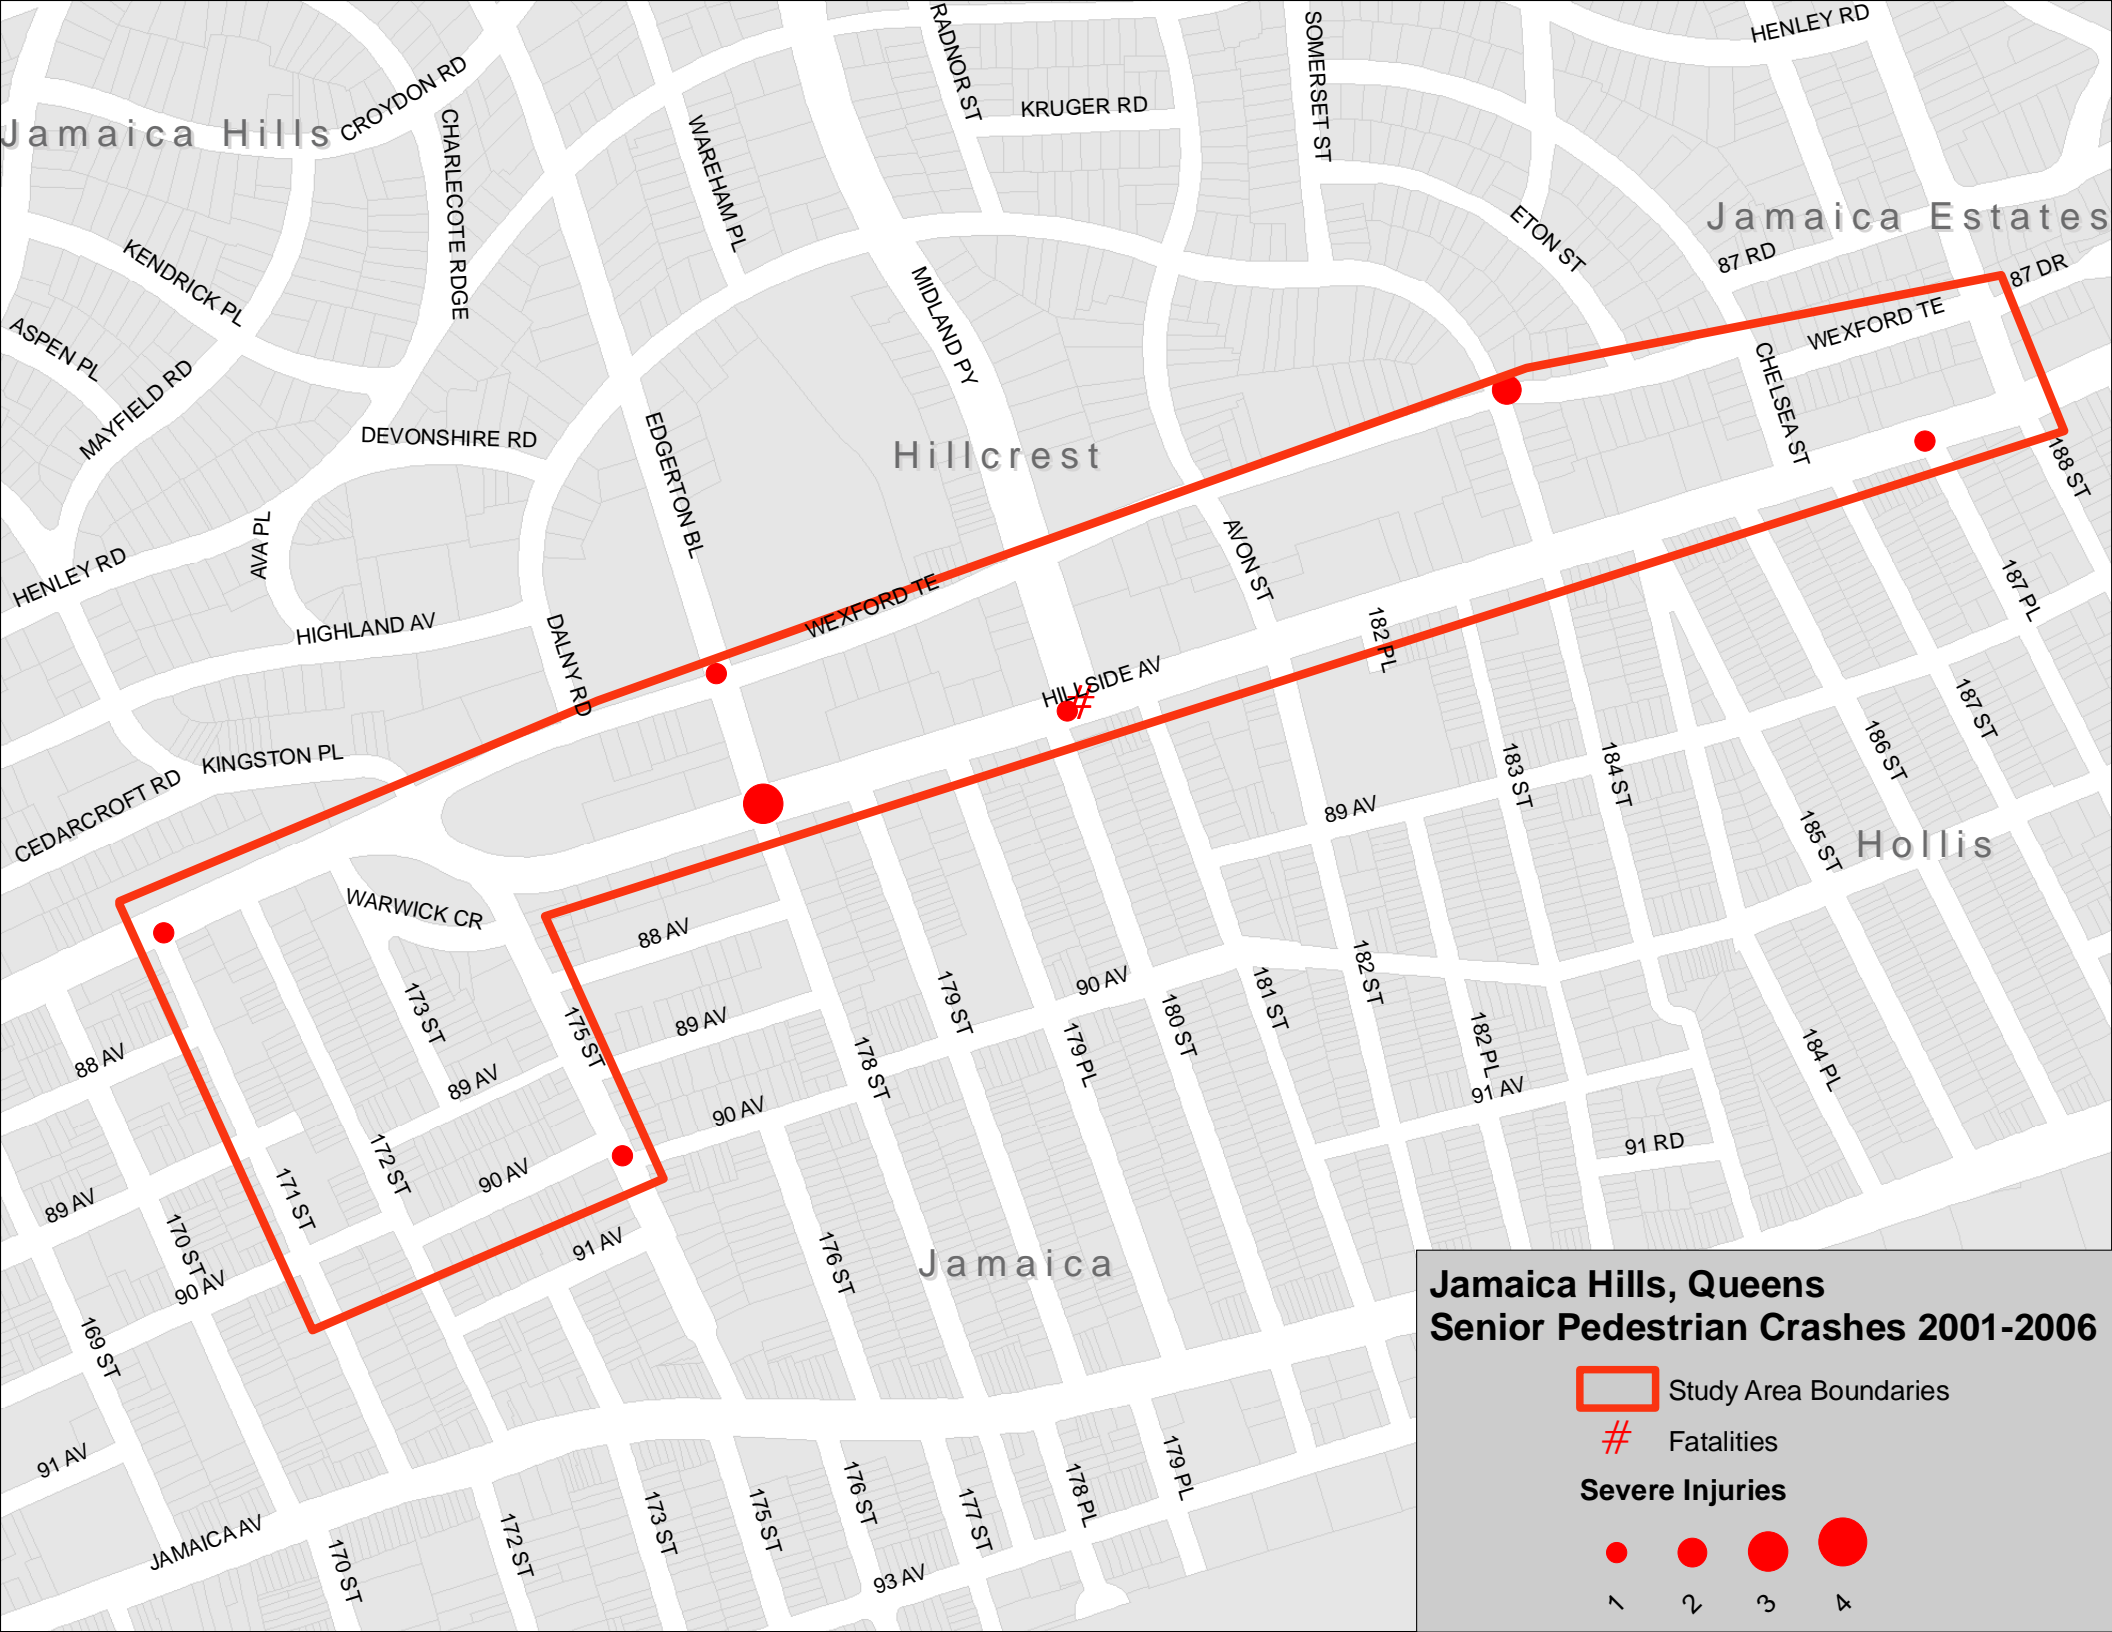 HENLEY RD
RADNOR ST
SOMERSET ST
CROYDON RD
KRUGER RD
Jamaica Hills
CHARLECOTE RDGE
WAREHAM PL
Jamaica Estates
ETON ST
87 RD
87 DR
KENDRICK PL
MIDLAND PY
WEXFORD TE
ASPEN PL
MAYFIELD RD
CHELSEA ST
DEVONSHIRE RD
EDGERTON BL
Hillcrest
188 ST
AVA PL
AVON ST
HENLEY RD
WEXFORD TE
187 PL
HIGHLAND AV
DALNY RD
182 PL
HILLSIDE AV
#
187 ST
KINGSTON PL
186 ST
183 ST
184 ST
CEDARCROFT RD
89 AV
185 ST
Hollis
WARWICK CR
88 AV
182 ST
90 AV
173 ST
179 ST
181 ST
175 ST
89 AV
180 ST
88 AV
178 ST
179 PL
182 PL
184 PL
89 AV
91 AV
90 AV
91 RD
172 ST
90 AV
171 ST
89 AV
170 ST
91 AV
176 ST
Jamaica
90 AV
169 ST
91 AV
179 PL
JAMAICA AV
170 ST
172 ST
173 ST
175 ST
176 ST
177 ST
178 PL
93 AV
Jamaica Hills, Queens
Senior Pedestrian Crashes 2001-2006
Study Area Boundaries
# Fatalities
Severe Injuries
1 2 3 4